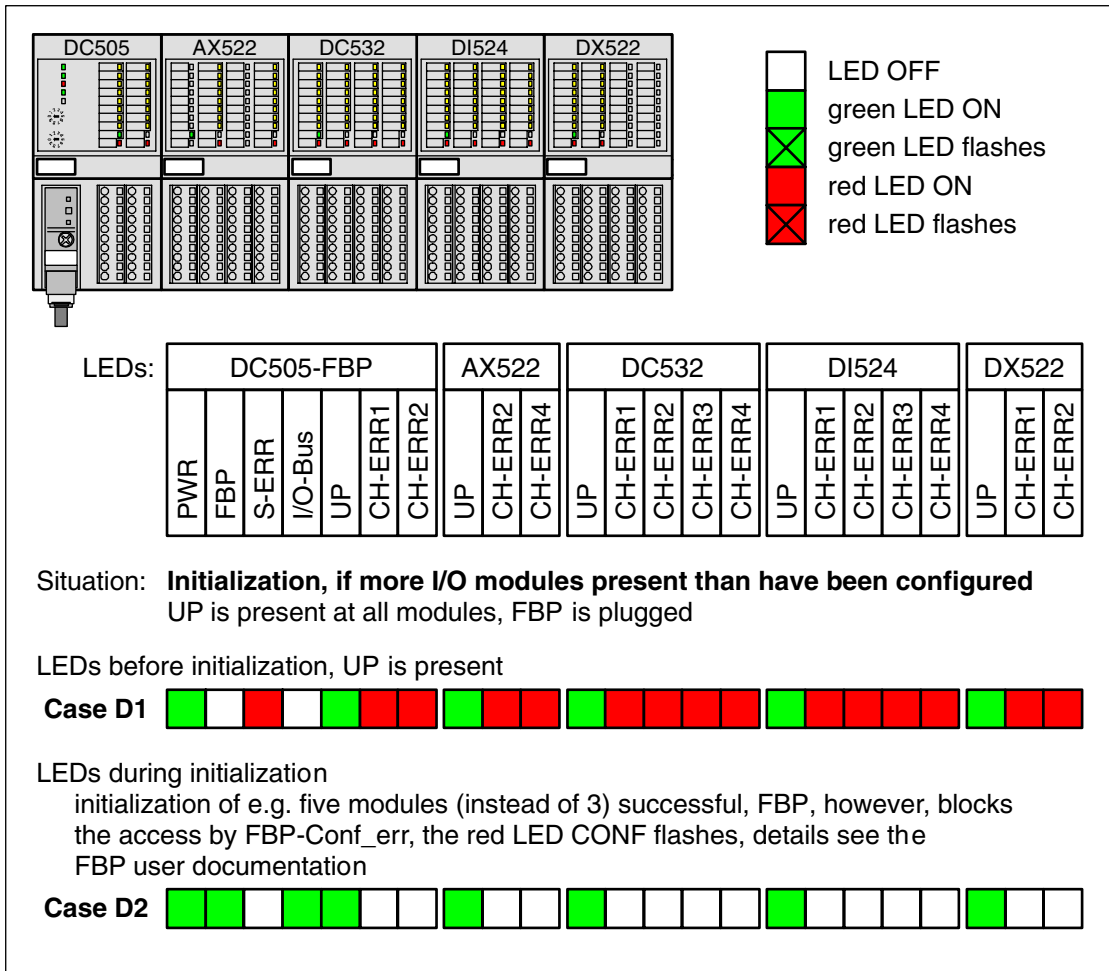 DC505 AX522 DC532 DI524 DX522
LED OFF
green LED ON
green LED flashes
red LED ON
red LED flashes
LEDs: DC505-FBP AX522 DC532 DI524 DX522
PWR FBP S-ERR I/O-Bus UP CH-ERR1 CH-ERR2 UP CH-ERR2 CH-ERR4 UP CH-ERR1 CH-ERR2 CH-ERR3 CH-ERR4 UP CH-ERR1 CH-ERR2 CH-ERR3 CH-ERR4 UP CH-ERR1 CH-ERR2
Situation: Initialization, if more I/O modules present than have been configured
UP is present at all modules, FBP is plugged
LEDs before initialization, UP is present
Case D1
LEDs during initialization
initialization of e.g. five modules (instead of 3) successful, FBP, however, blocks
the access by FBP-Conf_err, the red LED CONF flashes, details see the
FBP user documentation
Case D2